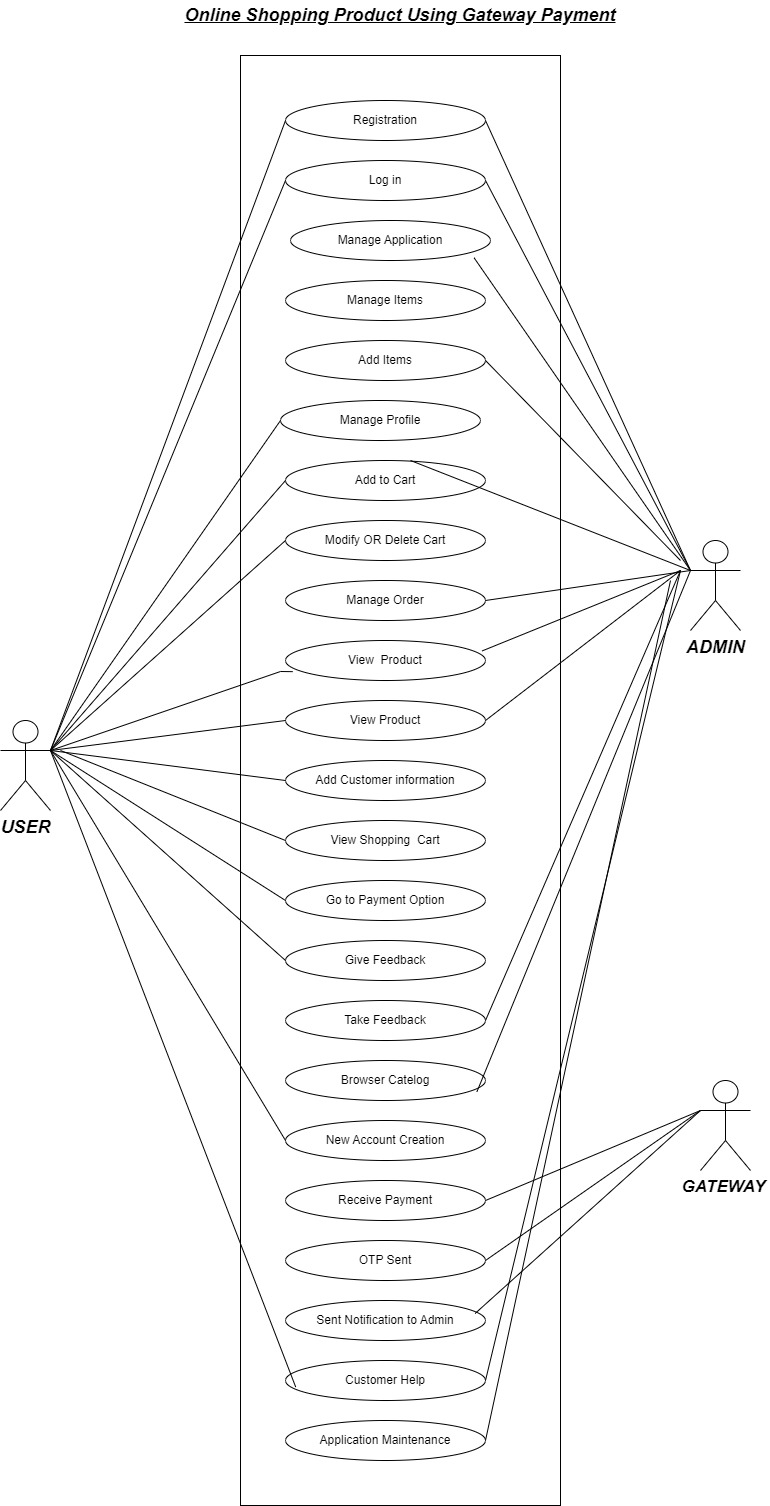 Online Shopping Product Using Gateway Payment
Registration
Log in
Manage Application
Manage Items
Add Items
Manage Profile
Add to Cart
Modify OR Delete Cart
Manage Order
ADMIN
View  Product
View Product
Add Customer information
USER
View Shopping  Cart
Go to Payment Option
Give Feedback
Take Feedback
Browser Catelog
New Account Creation
GATEWAY
Receive Payment
OTP Sent
Sent Notification to Admin
Customer Help
Application Maintenance